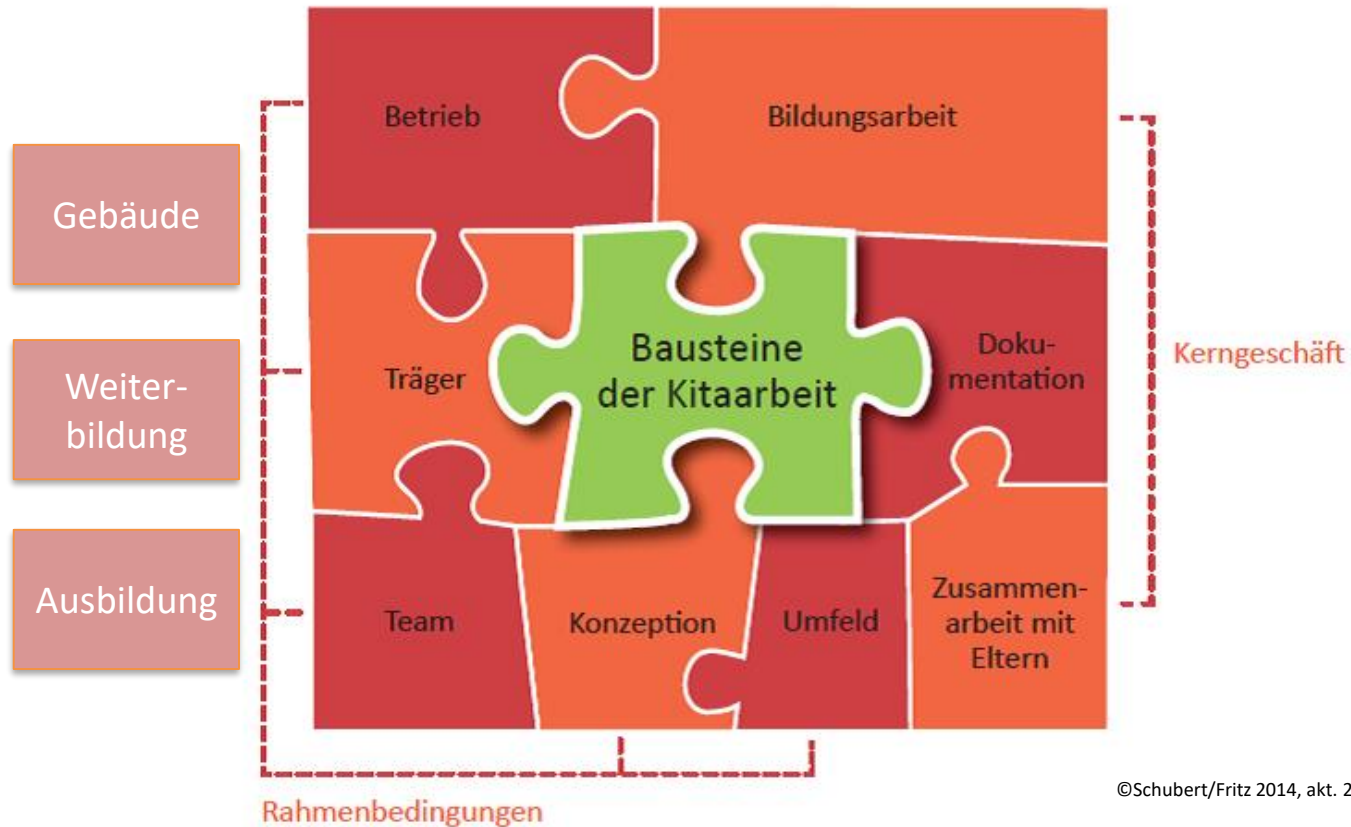 Betrieb
Bildungsarbeit
Gebäude
Weiter-
bildung
Ausbildung
Träger
Bausteine
der Kitaarbeit
Doku-
mentation
Kerngeschäft
Team
Konzeption
Umfeld
Zusammen-
arbeit mit
Eltern
Rahmenbedingungen
©Schubert/Fritz 2014, akt. 2